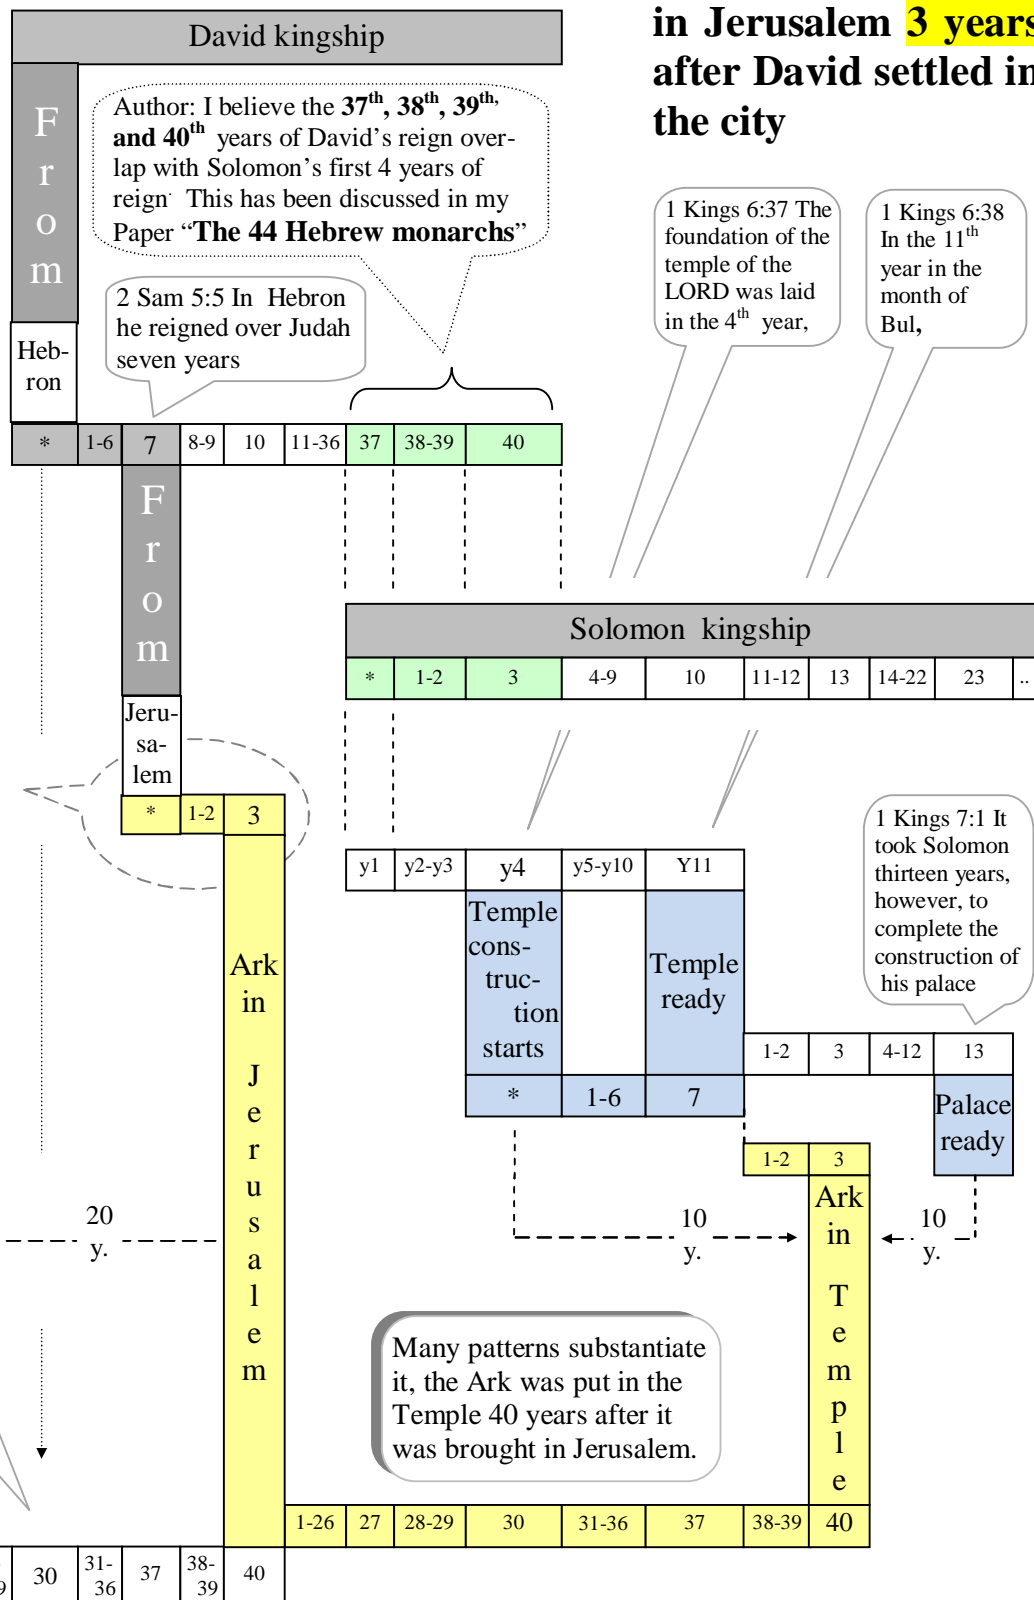 in Jerusalem 3 years
after David settled in
the city
David kingship
F
r
o
m
Author: I believe the 37th, 38th, 39th,
and 40th years of David's reign over-
lap with Solomon's first 4 years of
reign. This has been discussed in my
Paper “The 44 Hebrew monarchs”
1 Kings 6:37 The
foundation of the
temple of the
LORD was laid
in the 4th year,
1 Kings 6:38
In the 11th
year in the
month of
Bul,
2 Sam 5:5 In Hebron
he reigned over Judah
seven years
Heb-
ron
* 1-6 7 8-9 10 11-36 37 38-39 40
F
r
o
m
Solomon kingship
* 1-2 3 4-9 10 11-12 13 14-22 23 ..
Jeru-
sa-
lem
* 1-2 3
1 Kings 7:1 It
took Solomon
thirteen years,
however, to
complete the
construction of
his palace
y1 y2-y3 y4 y5-y10 Y11
Temple
cons-
truc-
tion
starts
Temple
ready
Ark
in
J
e
r
u
s
a
l
e
m
1-2 3 4-12 13
* 1-6 7
Palace
ready
1-2 3
Ark
in
T
e
m
p
l
e
20
y.
10
y.
10
y.
Many patterns substantiate
it, the Ark was put in the
Temple 40 years after it
was brought in Jerusalem.
1-26 27 28-29 30 31-36 37 38-39 40
9 30 31-36 37 38-39 40